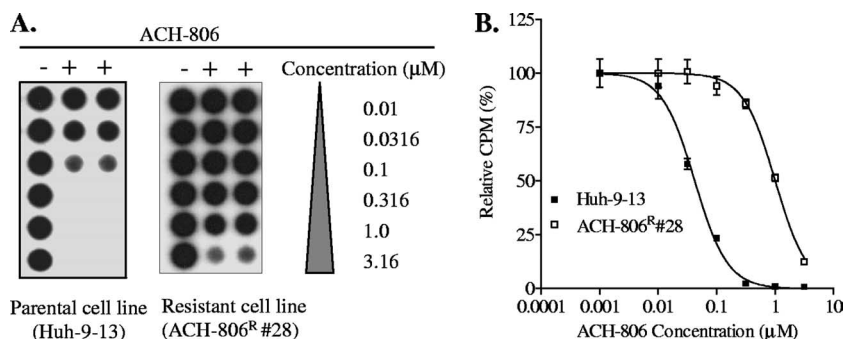 A.
ACH-806
- + +
- + +
Concentration (μM)
0.01
0.0316
0.1
0.316
1.0
3.16
Parental cell line
(Huh-9-13)
Resistant cell line
(ACH-806ᴿ #28)
B.
Relative CPM (%)
125
100
75
50
25
0
Huh-9-13
ACH-806ᴿ#28
0.0001
0.001
0.01
0.1
1
10
ACH-806 Concentration (μM)